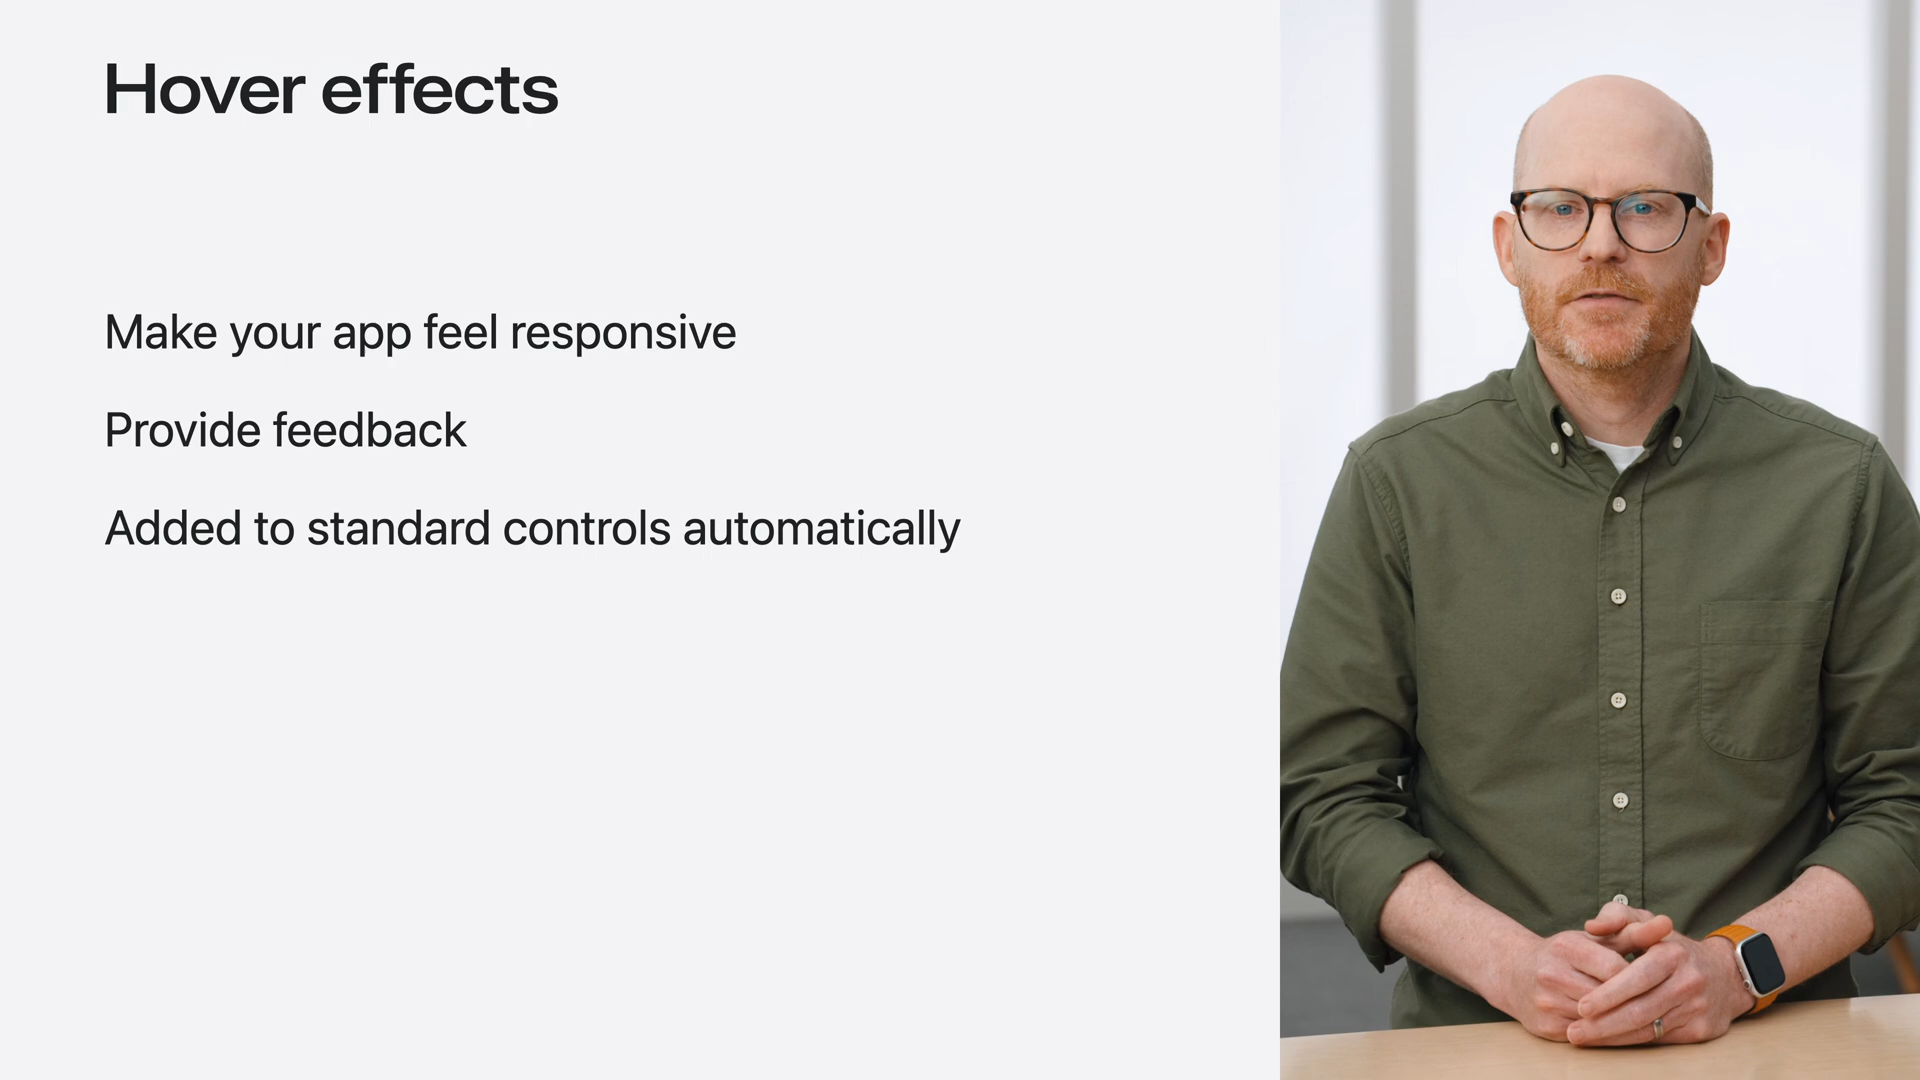 Hover effects
Make your app feel responsive
Provide feedback
Added to standard controls automatically